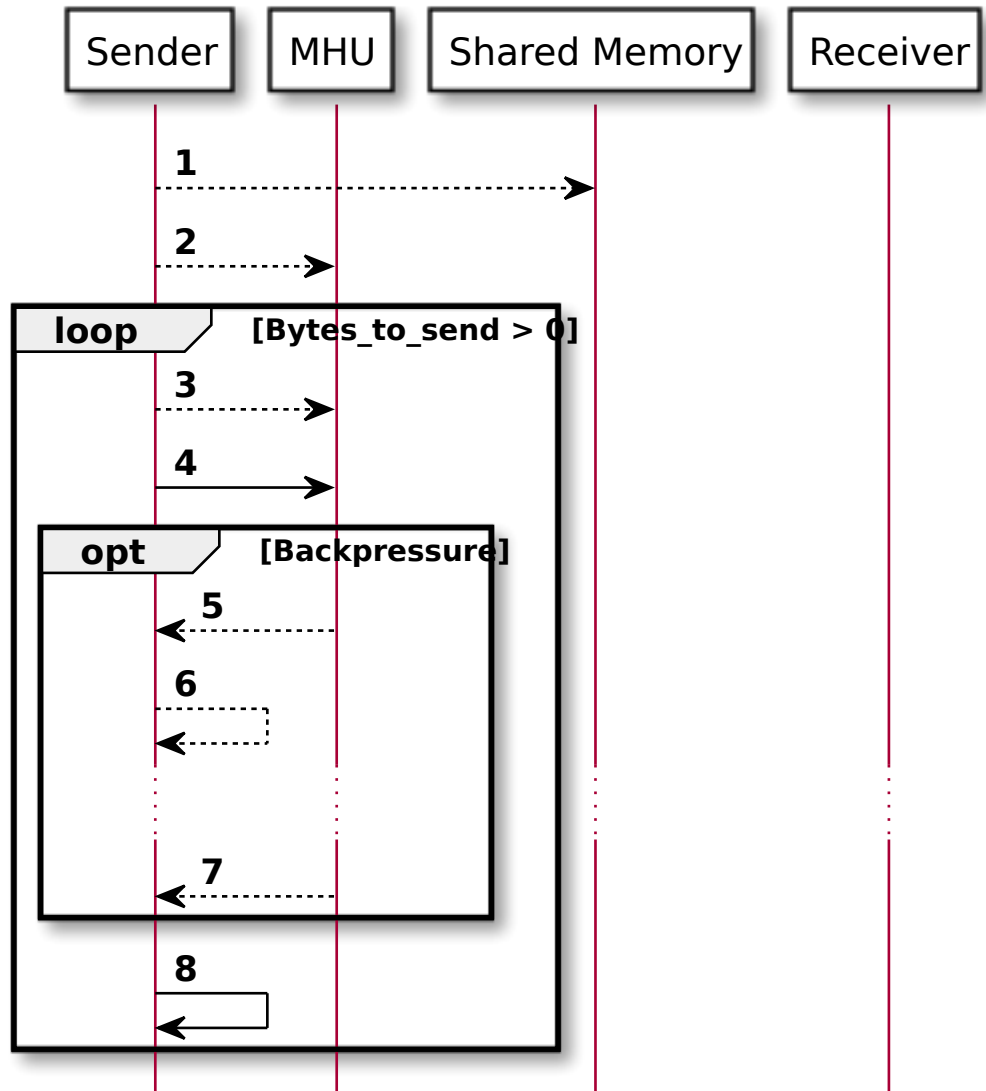 Sender MHU Shared Memory Receiver
1
2
loop [Bytes_to_send > 0]
3
4
opt [Backpressure]
5
6
7
8